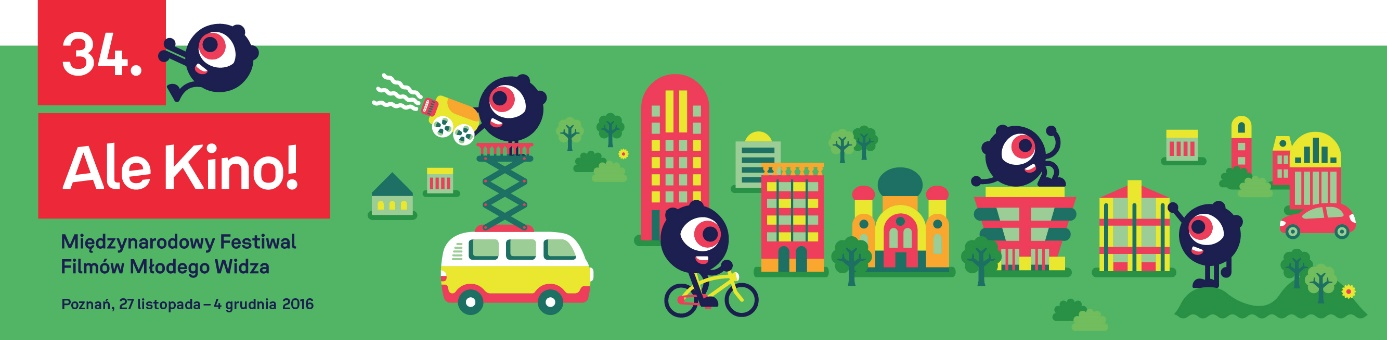 34.
Ale Kino!
Międzynarodowy Festiwal
Filmów Młodego Widza
Poznań, 27 listopada – 4 grudnia 2016